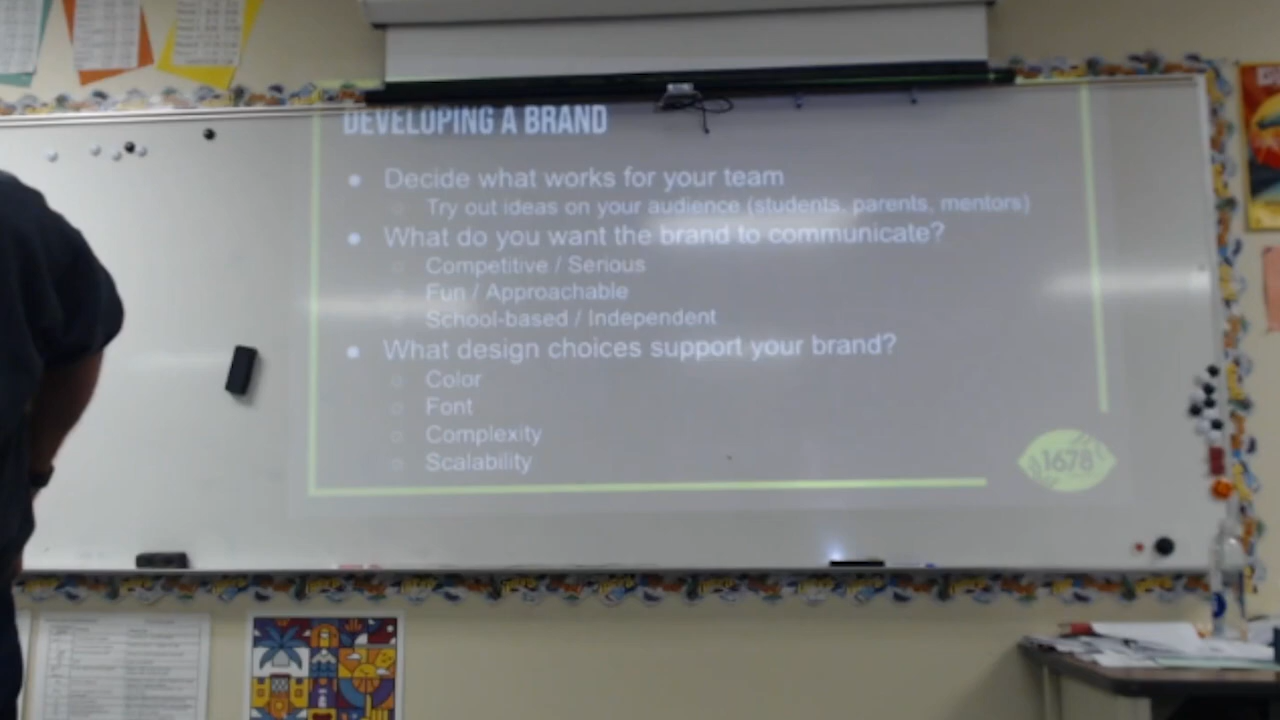 DEVELOPING A BRAND
● Decide what works for your team
○ Try out ideas on your audience (students, parents, mentors)
● What do you want the brand to communicate?
○ Competitive / Serious
○ Fun / Approachable
○ School-based / Independent
● What design choices support your brand?
○ Color
○ Font
○ Complexity
○ Scalability
1678